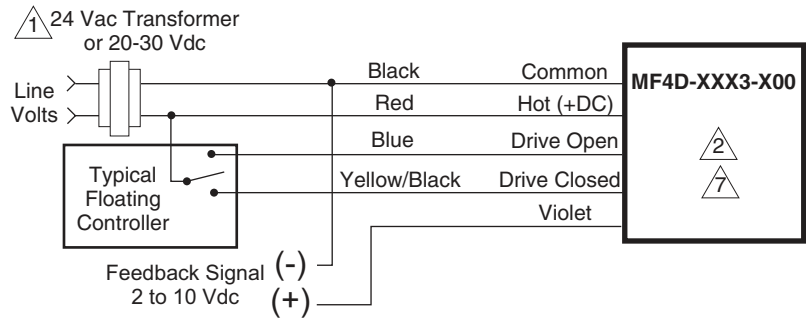 1
24 Vac Transformer
or 20-30 Vdc
Line
Volts
Black
Common
Red
Hot (+DC)
Blue
Drive Open
Yellow/Black
Drive Closed
Violet
MF4D-XXX3-X00
2
7
Typical
Floating
Controller
Feedback Signal
2 to 10 Vdc
(-)
(+)